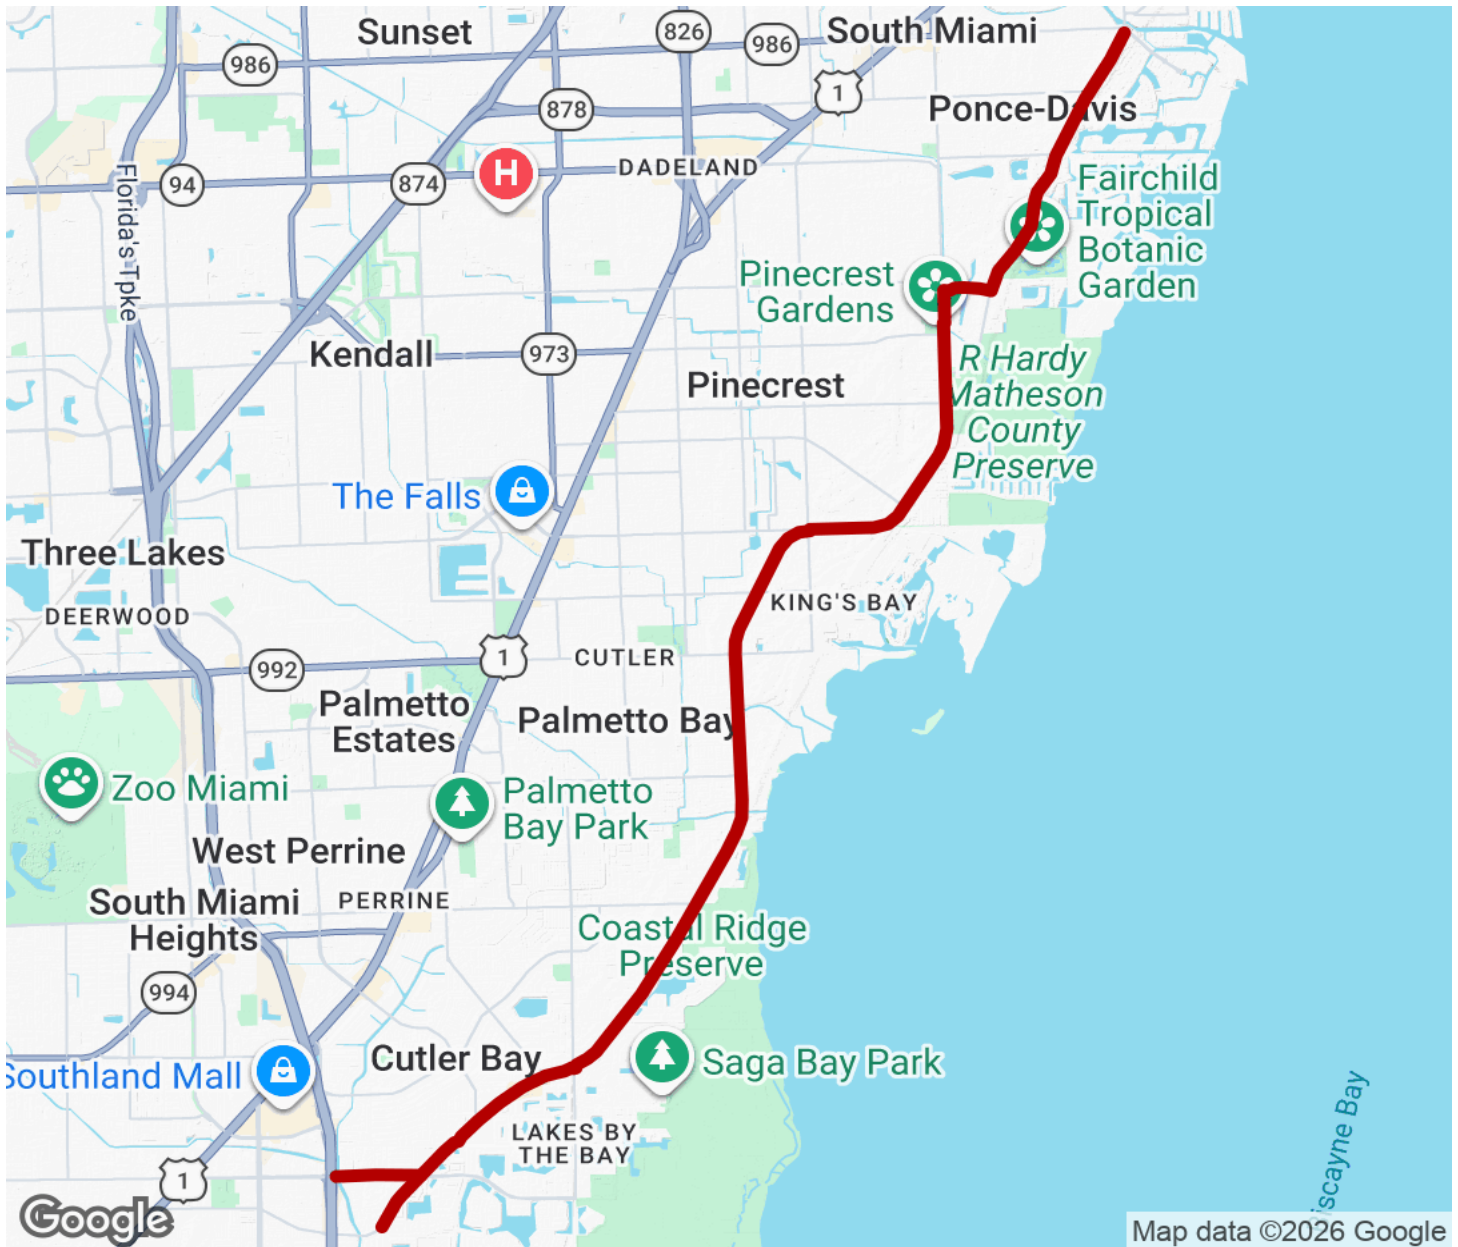 Sunset
826
986
South Miami
986
1
878
Ponce-Davis
DADELAND
H
94
874
Florida's Tpke
Fairchild
Tropical
Botanic
Garden
Pinecrest
Gardens
Kendall
973
Pinecrest
R Hardy
Matheson
County
Preserve
The Falls
Three Lakes
DEERWOOD
KING'S BAY
992
1
CUTLER
Palmetto
Estates
Palmetto Bay
Zoo Miami
Palmetto
Bay Park
West Perrine
South Miami
Heights
PERRINE
Coastal Ridge
Preserve
994
Cutler Bay
Saga Bay Park
Southland Mall
LAKES BY
THE BAY
1
Biscayne Bay
Google
Map data ©2026 Google